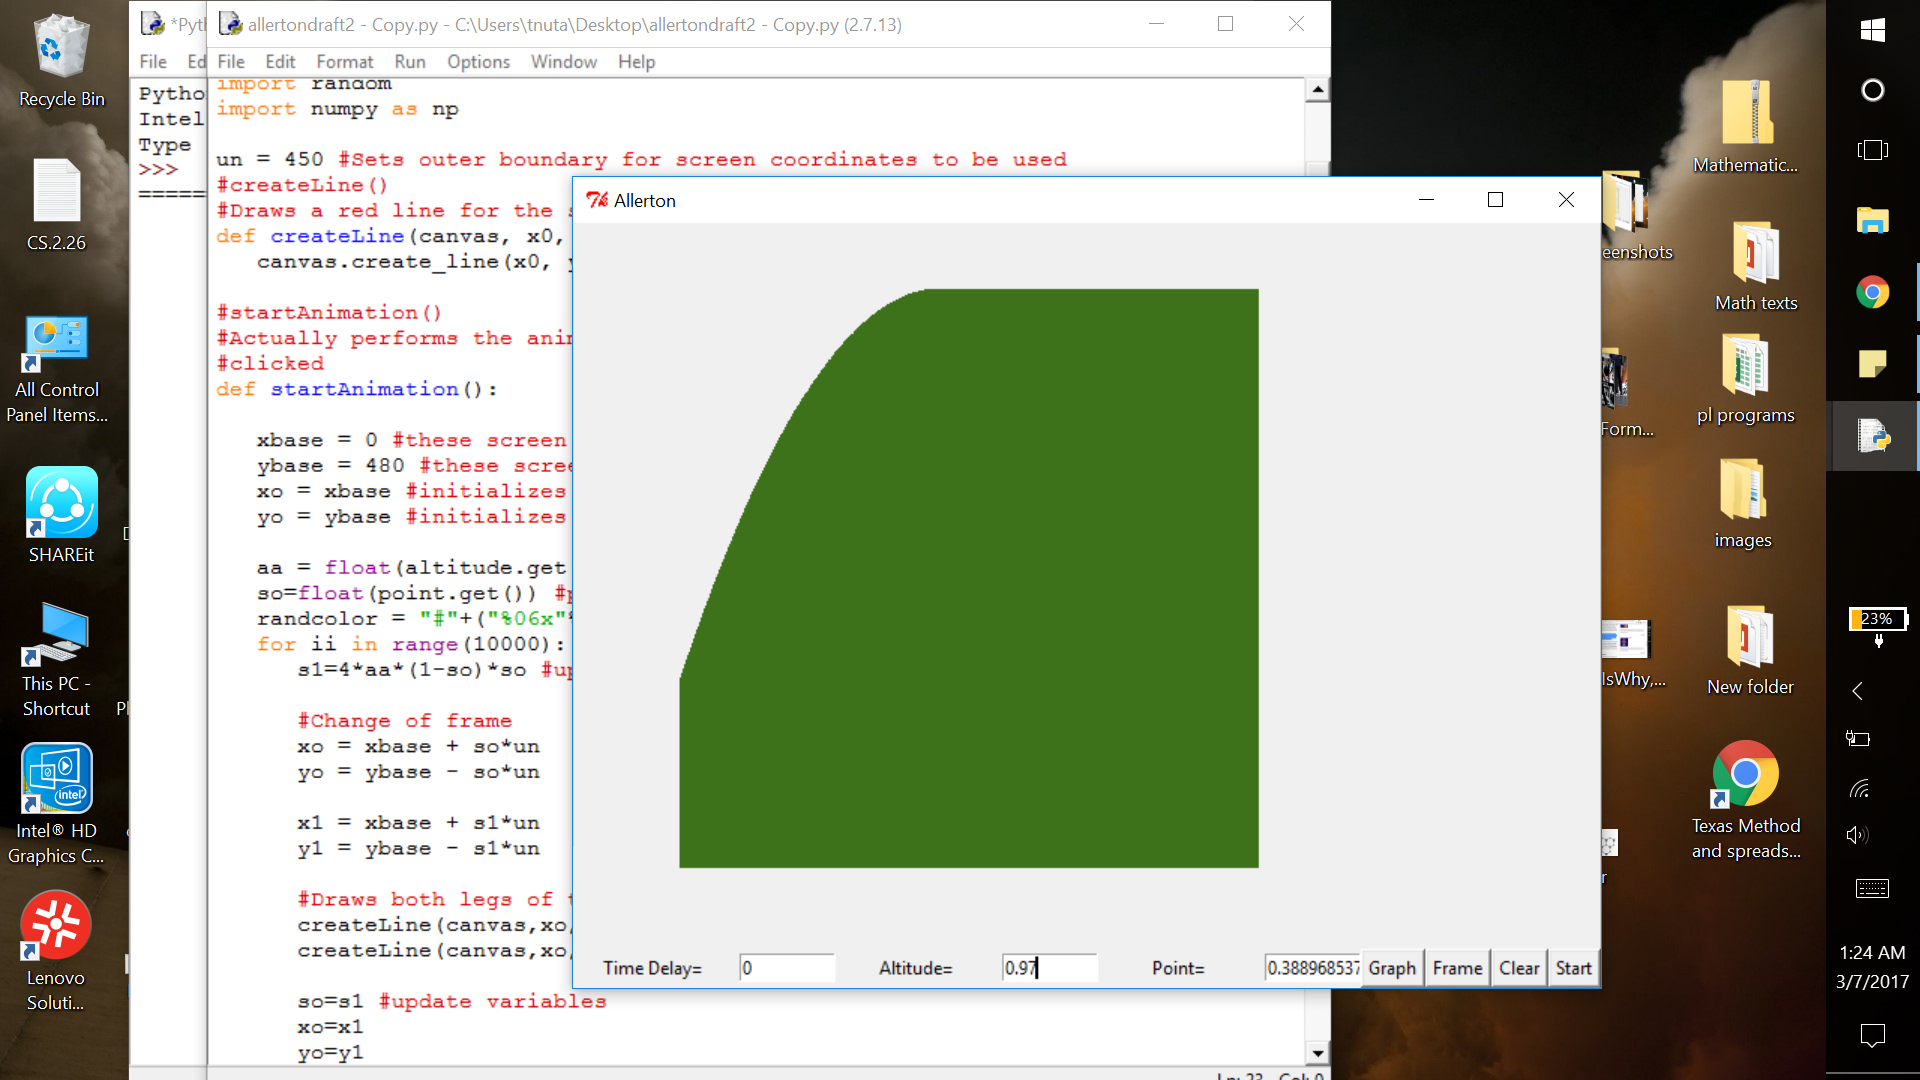 Recycle Bin
CS.2.26
All Control
Panel Items...
SHAREit
This PC -
Shortcut
Intel® HD
Graphics C...
Lenovo
Soluti...
File
Type
>>>
allertondraft2 - Copy.py - C:\Users\tnuta\Desktop\allertondraft2 - Copy.py (2.7.13)
File Edit Format Run Options Window Help
import random
import numpy as np
un = 450 #Sets outer boundary for screen coordinates to be used
#createLine()
#Draws a red line for the
def createLine(canvas, x0,
canvas.create_line(x0,
#startAnimation()
#Actually performs the
#clicked
def startAnimation():
xbase = 0 #these screen
ybase = 480 #these
xo = xbase #initializes
yo = ybase #initializes
aa = float(altitude.get
so=float(point.get())
randcolor = "#"+("%06x"
for ii in range(10000):
s1=4*aa*(1-so)*so
#Change of frame
xo = xbase + so*un
yo = ybase - so*un
x1 = xbase + s1*un
y1 = ybase - s1*un
#Draws both legs of
createLine(canvas,xo,
createLine(canvas,xo,
so=s1 #update variables
xo=x1
yo=y1
Allerton
Time Delay= 0 Altitude= 0.97 Point= 0.388968537 Graph Frame Clear Start
Mathematic...
eenshots
Math texts
pl programs
Form...
images
IsWhy,...
New folder
Texas Method
and spreads...
23%
1:24 AM
3/7/2017